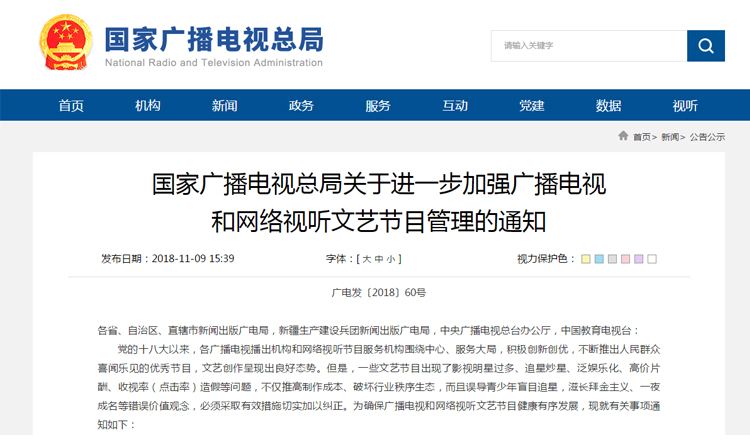 国家广播电视总局
National Radio and Television Administration
请输入关键字
首页 机构 新闻 政务 服务 互动 党建 数据 视听
首页> 新闻> 公告公示
国家广播电视总局关于进一步加强广播电视
和网络视听文艺节目管理的通知
发布日期：2018-11-09 15:39 字体：[ 大 中 小 ] 视力保护色：
广电发〔2018〕60号
各省、自治区、直辖市新闻出版广电局，新疆生产建设兵团新闻出版广电局，中央广播电视总台办公厅，中国教育电视台：
党的十八大以来，各广播电视播出机构和网络视听节目服务机构围绕中心、服务大局，积极创新创优，不断推出人民群众
喜闻乐见的优秀节目，文艺创作呈现出良好态势。但是，一些文艺节目出现了影视明星过多、追星炒星、泛娱乐化、高价片
酬、收视率（点击率）造假等问题，不仅推高制作成本、破坏行业秩序生态，而且误导青少年盲目追星，滋长拜金主义、一夜
成名等错误价值观念，必须采取有效措施切实加以纠正。为确保广播电视和网络视听文艺节目健康有序发展，现就有关事项通
知如下：